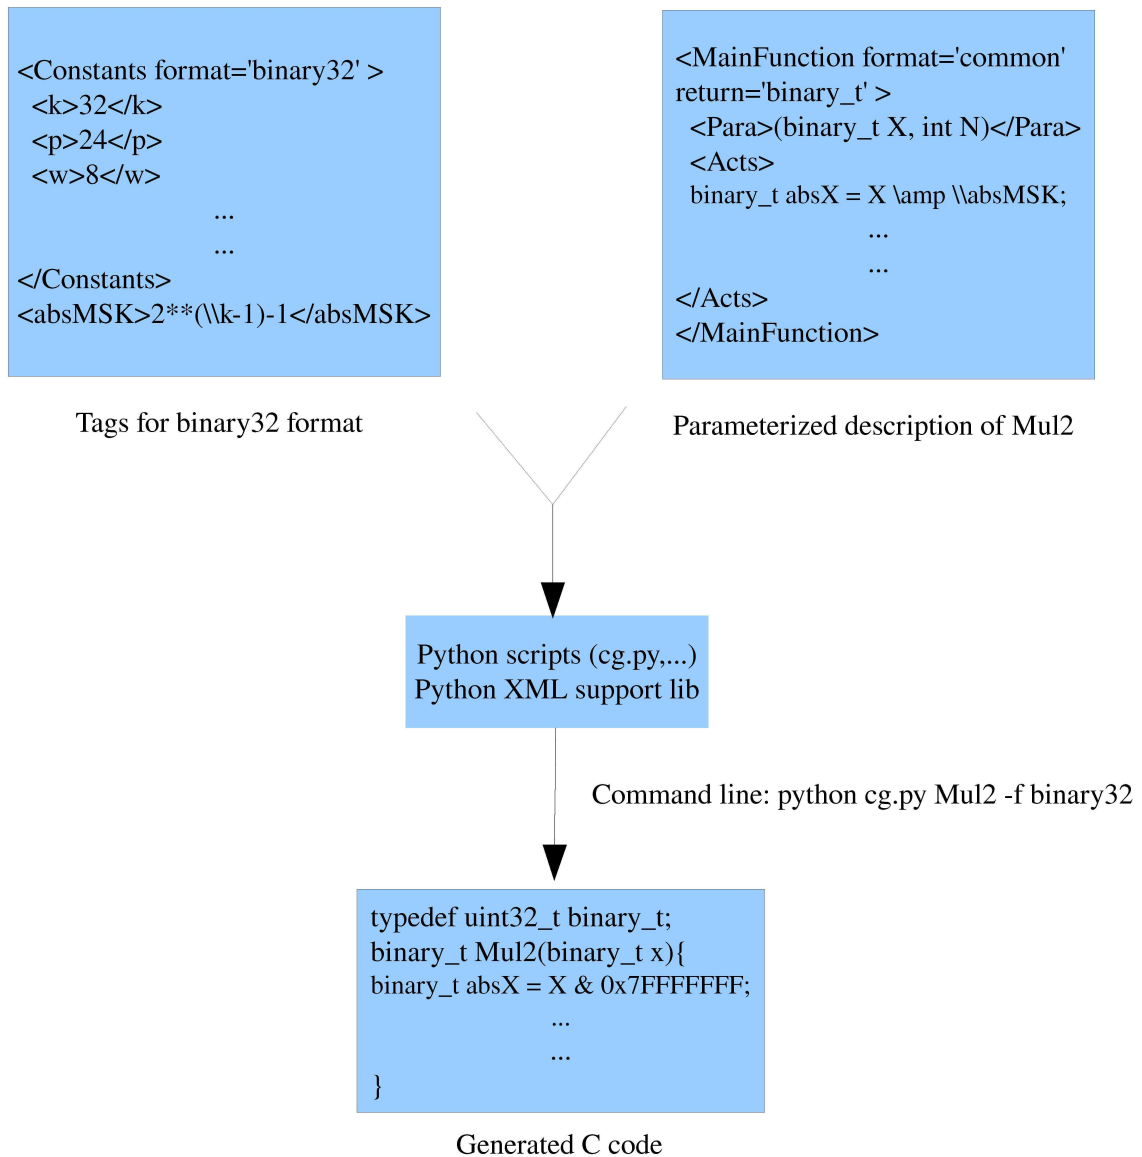 <Constants format='binary32' >
<k>32</k>
<p>24</p>
<w>8</w>
...
...
</Constants>
<absMSK>2**(\\k-1)-1</absMSK>
Tags for binary32 format
<MainFunction format='common'
return='binary_t' >
<Para>(binary_t X, int N)</Para>
<Acts>
binary_t absX = X \amp \\absMSK;
...
...
</Acts>
</MainFunction>
Parameterized description of Mul2
Python scripts (cg.py,...)
Python XML support lib
Command line: python cg.py Mul2 -f binary32
typedef uint32_t binary_t;
binary_t Mul2(binary_t x){
binary_t absX = X & 0x7FFFFFFF;
...
...
}
Generated C code